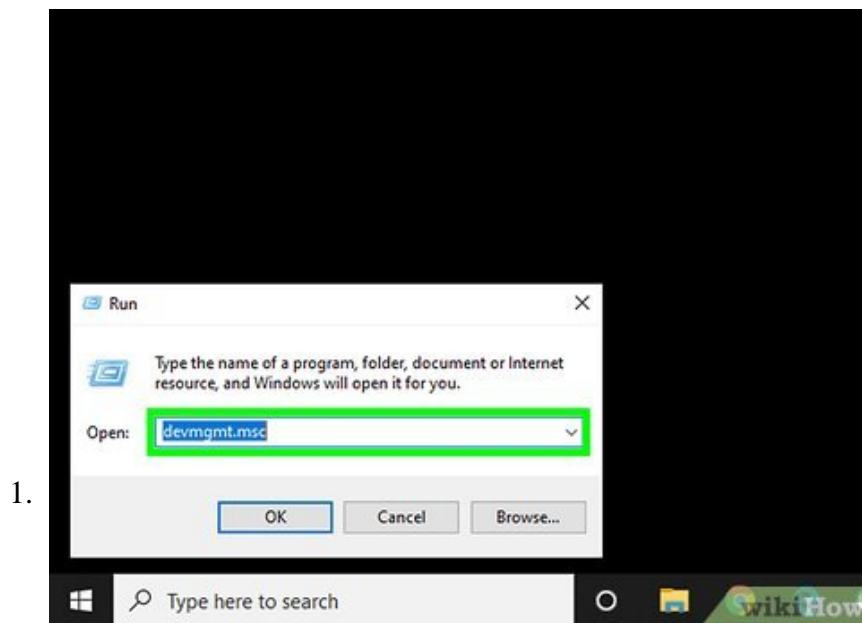 Run
Type the name of a program, folder, document or Internet
resource, and Windows will open it for you.
Open: devmgmt.msc
1.
OK Cancel Browse...
Type here to search
wikiHow